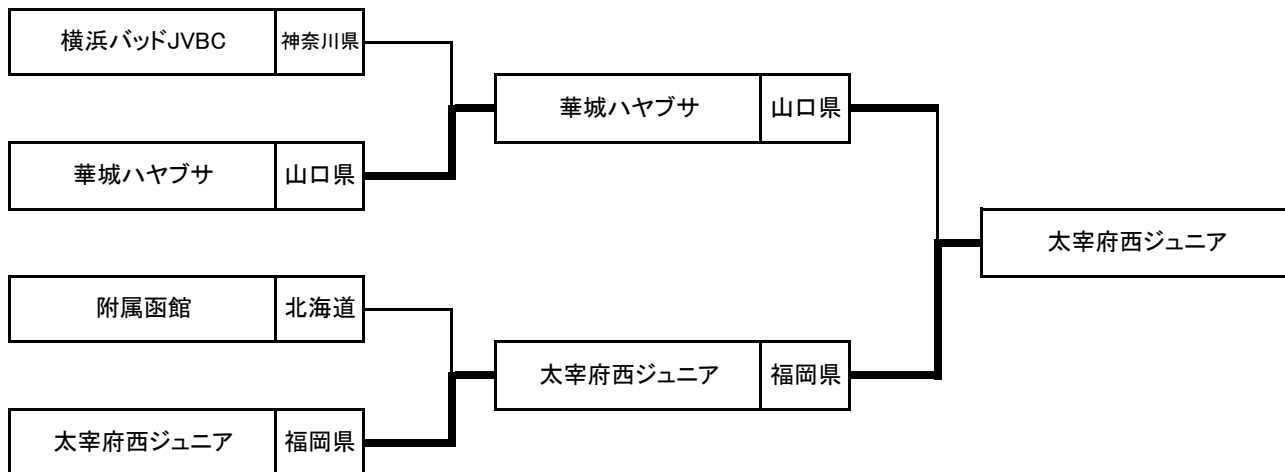 横浜バッドJVBC 神奈川県
華城ハヤブサ 山口県
華城ハヤブサ 山口県
太宰府西ジュニア
附属函館 北海道
太宰府西ジュニア 福岡県
太宰府西ジュニア 福岡県